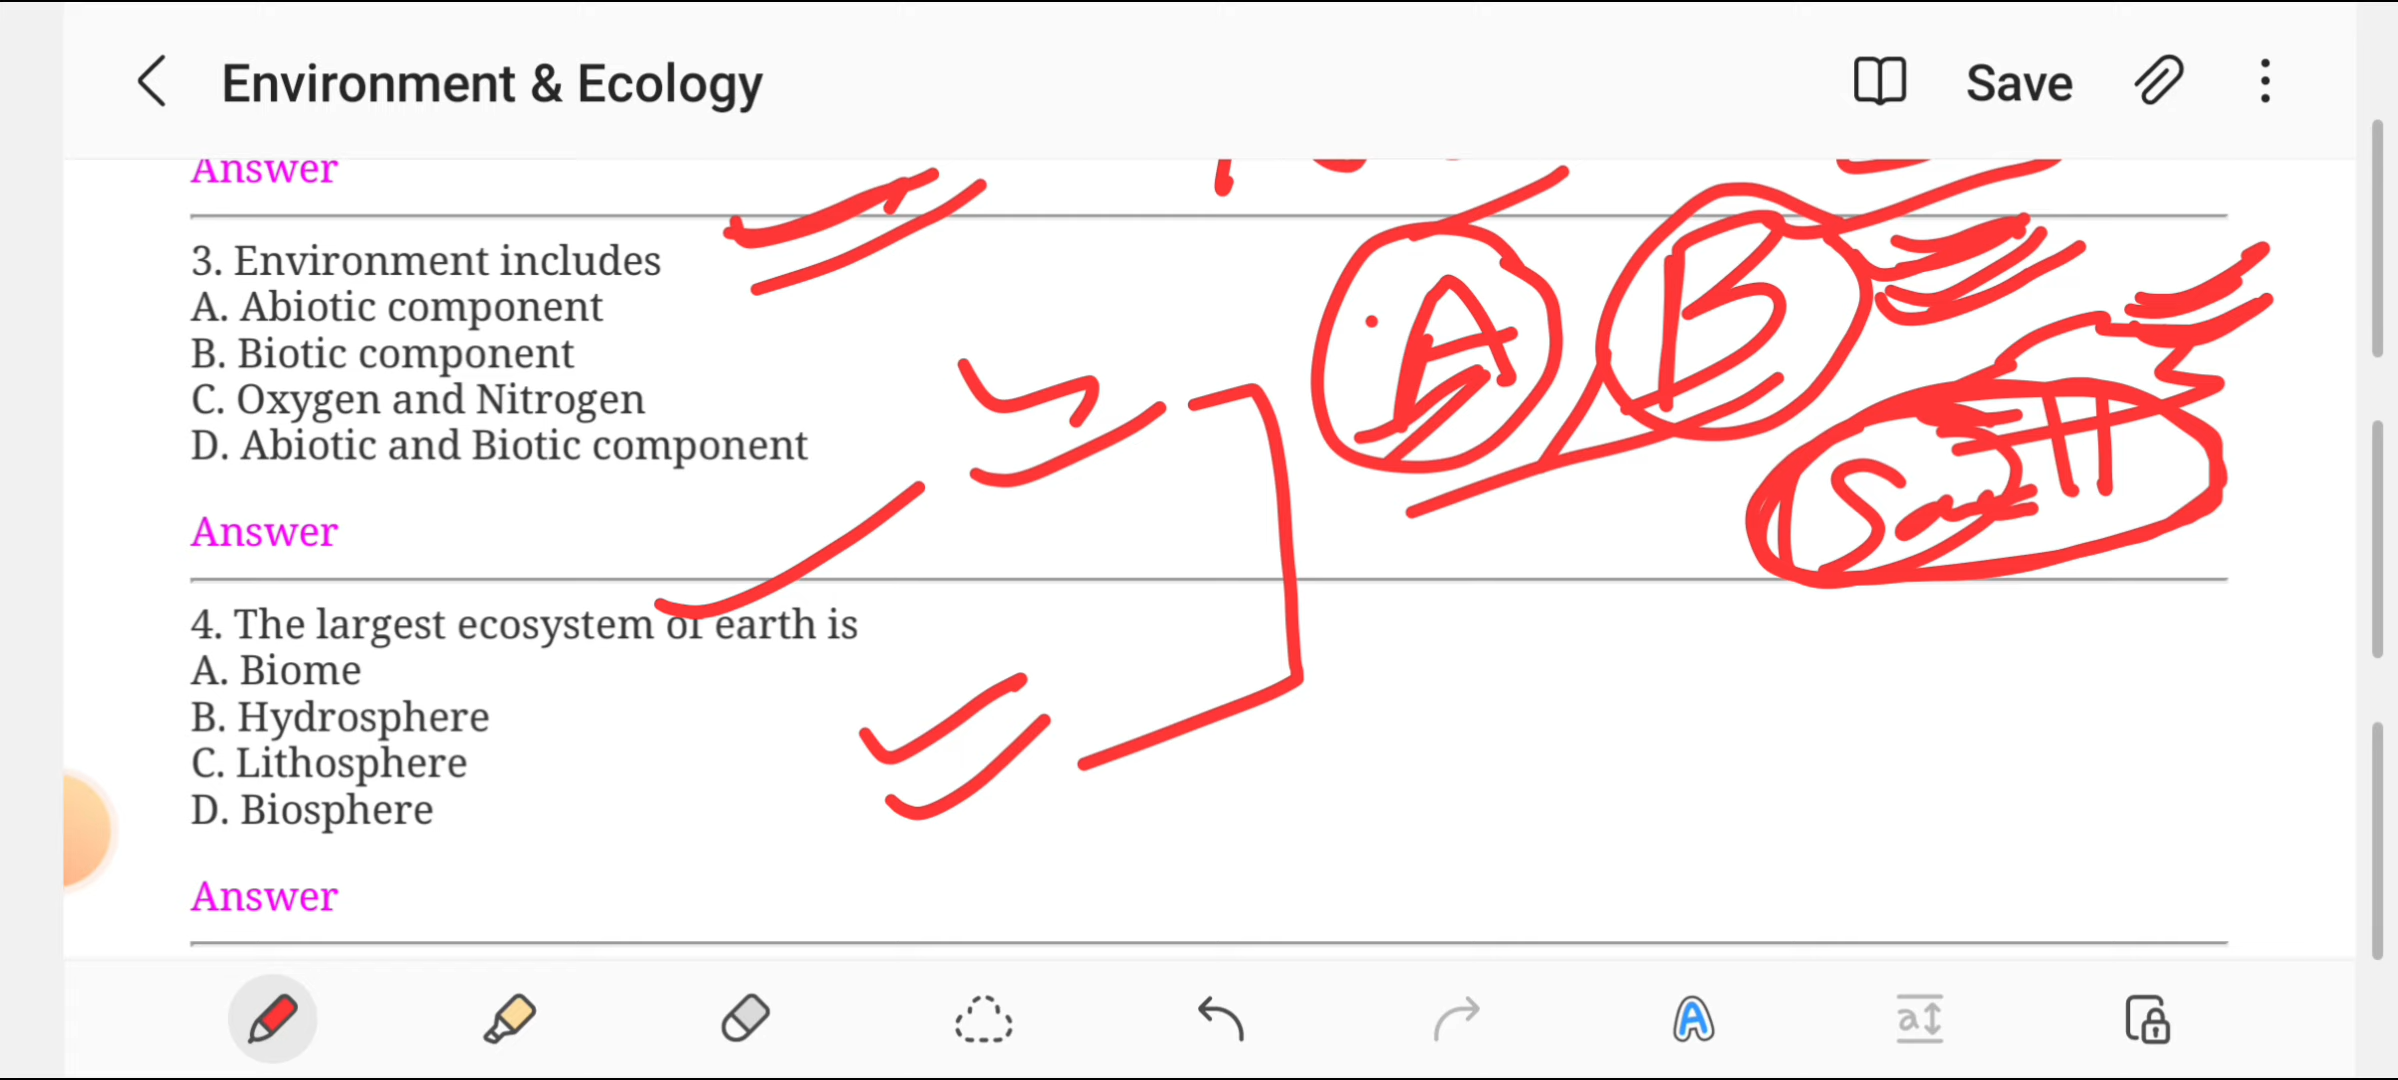 Environment & Ecology
Save
Answer
3. Environment includes
A. Abiotic component
B. Biotic component
C. Oxygen and Nitrogen
D. Abiotic and Biotic component
A
B
Answer
4. The largest ecosystem of earth is
A. Biome
B. Hydrosphere
C. Lithosphere
D. Biosphere
Answer